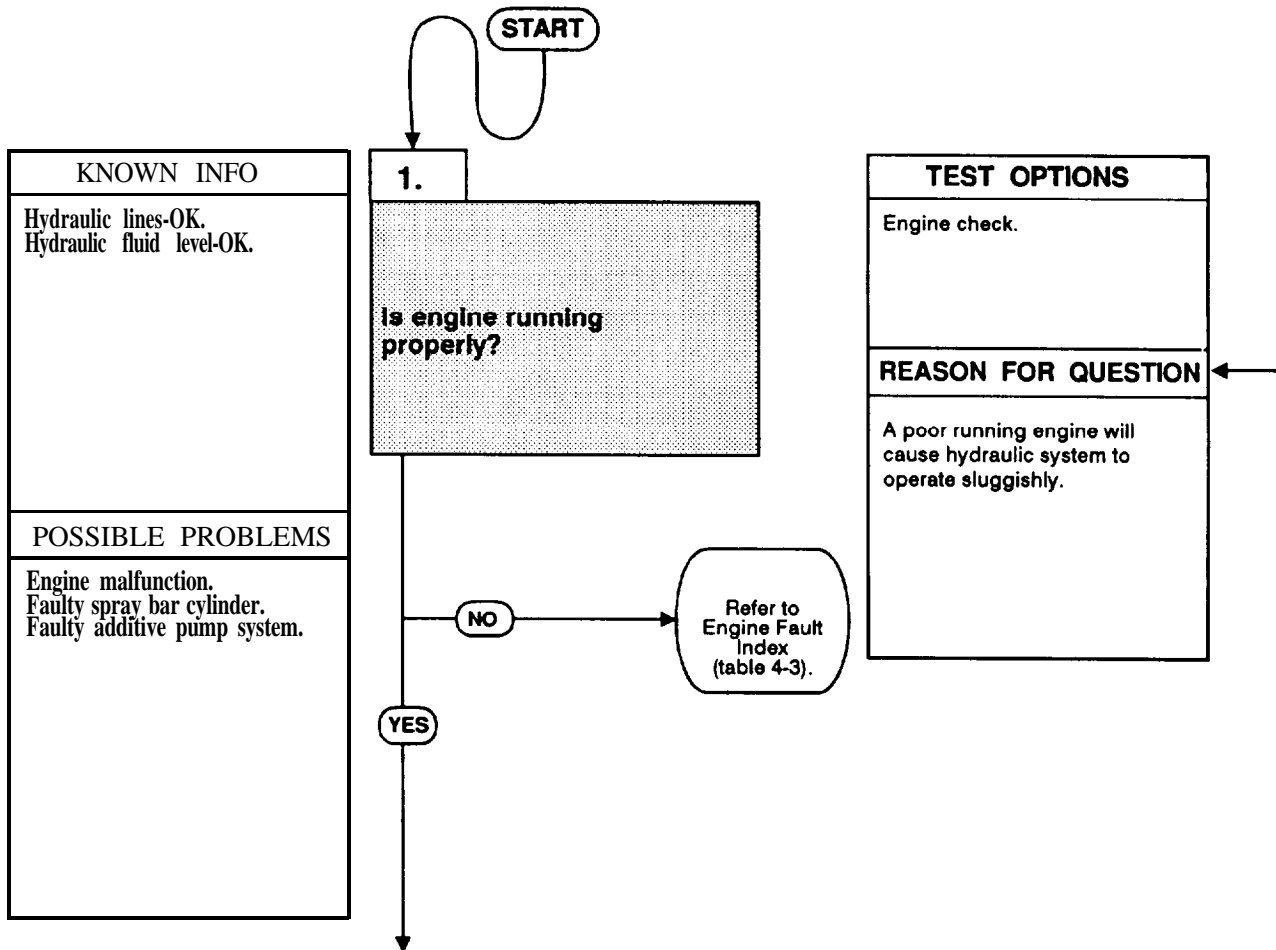 START
KNOWN INFO
Hydraulic lines-OK.
Hydraulic fluid level-OK.
POSSIBLE PROBLEMS
Engine malfunction.
Faulty spray bar cylinder.
Faulty additive pump system.
1.
Is engine running
properly?
NO
Refer to
Engine Fault
Index
(table 4-3).
YES
TEST OPTIONS
Engine check.
REASON FOR QUESTION
A poor running engine will
cause hydraulic system to
operate sluggishly.